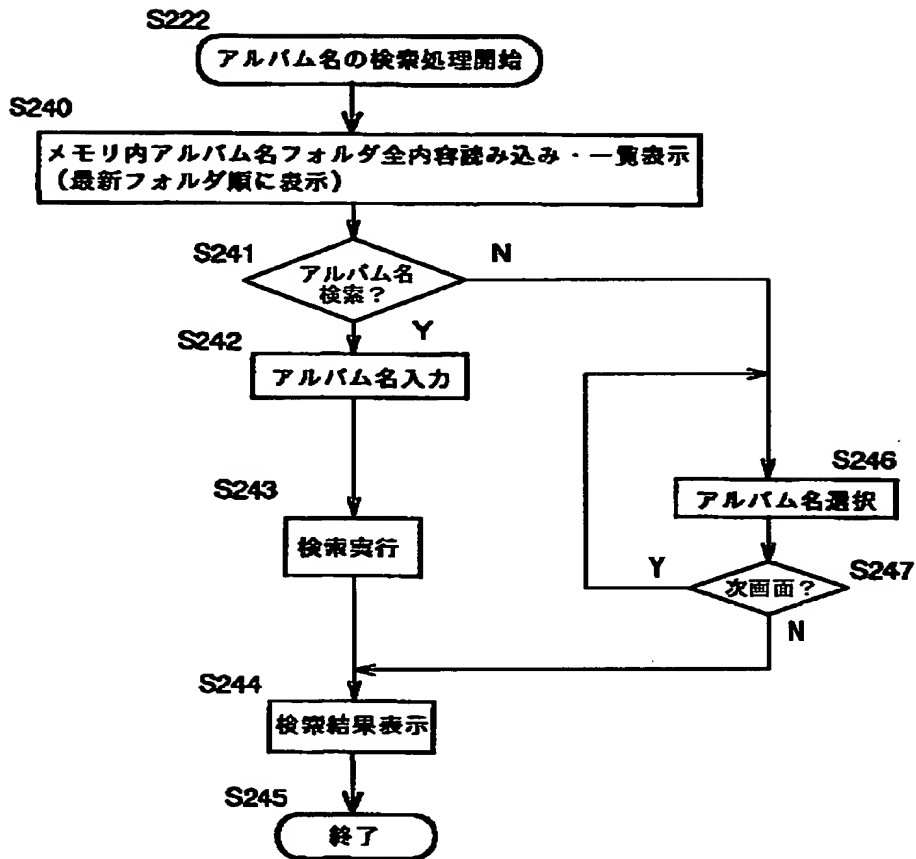 S222
アルバム名の検索処理開始
S240
メモリ内アルバム名フォルダ全内容読み込み・一覧表示
(最新フォルダ順に表示)
S241
アルバム名
検索?
N
Y
S242
アルバム名入力
S243
検索実行
S246
アルバム名選択
S247
次画面?
Y
N
S244
検索結果表示
S245
終了